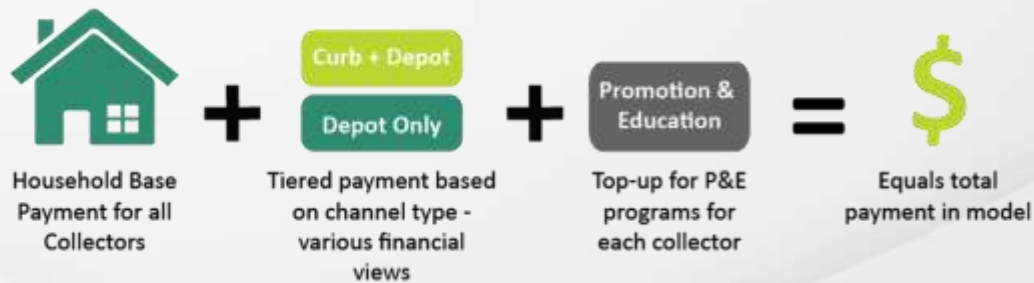 Curb + Depot
Depot Only
Promotion &
Education
+
+
=
$
Household Base
Payment for all
Collectors
Tiered payment based
on channel type -
various financial
views
Top-up for P&E
programs for
each collector
Equals total
payment in model